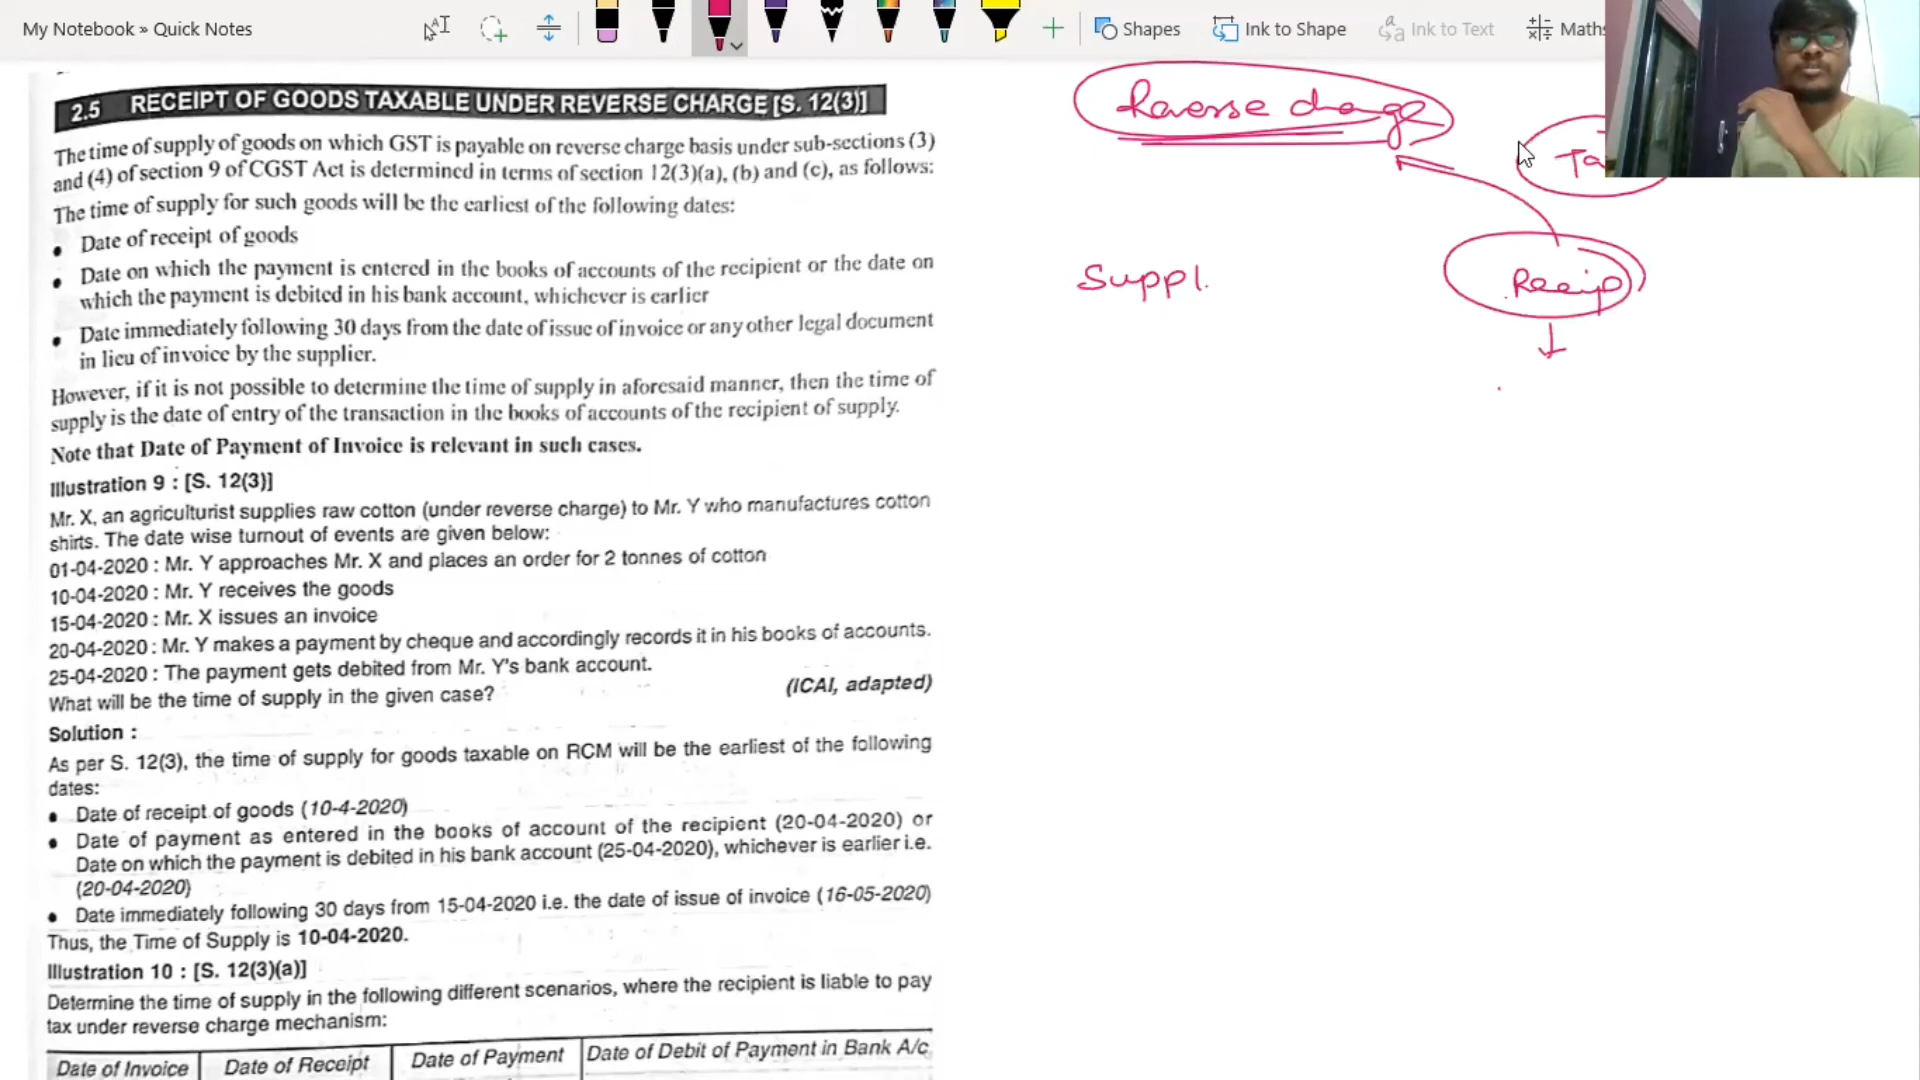 My Notebook » Quick Notes
Shapes
Ink to Shape
Ink to Text
Maths
2.5 RECEIPT OF GOODS TAXABLE UNDER REVERSE CHARGE [S. 12(3)]
The time of supply of goods on which GST is payable on reverse charge basis under sub-sections (3)
and (4) of section 9 of CGST Act is determined in terms of section 12(3)(a), (b) and (c), as follows:
The time of supply for such goods will be the earliest of the following dates:
• Date of receipt of goods
• Date on which the payment is entered in the books of accounts of the recipient or the date on
which the payment is debited in his bank account, whichever is earlier
• Date immediately following 30 days from the date of issue of invoice or any other legal document
in lieu of invoice by the supplier.
However, if it is not possible to determine the time of supply in aforesaid manner, then the time of
supply is the date of entry of the transaction in the books of accounts of the recipient of supply.
Note that Date of Payment of Invoice is relevant in such cases.
Illustration 9 : [S. 12(3)]
Mr. X, an agriculturist supplies raw cotton (under reverse charge) to Mr. Y who manufactures cotton
shirts. The date wise turnout of events are given below:
01-04-2020 : Mr. Y approaches Mr. X and places an order for 2 tonnes of cotton
10-04-2020 : Mr. Y receives the goods
15-04-2020 : Mr. X issues an invoice
20-04-2020 : Mr. Y makes a payment by cheque and accordingly records it in his books of accounts.
25-04-2020 : The payment gets debited from Mr. Y's bank account.
What will be the time of supply in the given case?
(ICAI, adapted)
Solution :
As per S. 12(3), the time of supply for goods taxable on RCM will be the earliest of the following
dates:
• Date of receipt of goods (10-4-2020)
• Date of payment as entered in the books of account of the recipient (20-04-2020) or
Date on which the payment is debited in his bank account (25-04-2020), whichever is earlier i.e.
(20-04-2020)
• Date immediately following 30 days from 15-04-2020 i.e. the date of issue of invoice (16-05-2020)
Thus, the Time of Supply is 10-04-2020.
Illustration 10 : [S. 12(3)(a)]
Determine the time of supply in the following different scenarios, where the recipient is liable to pay
tax under reverse charge mechanism:
Date of Invoice Date of Receipt Date of Payment Date of Debit of Payment in Bank A/c
Reverse charge
Ta
Suppl.
Recip